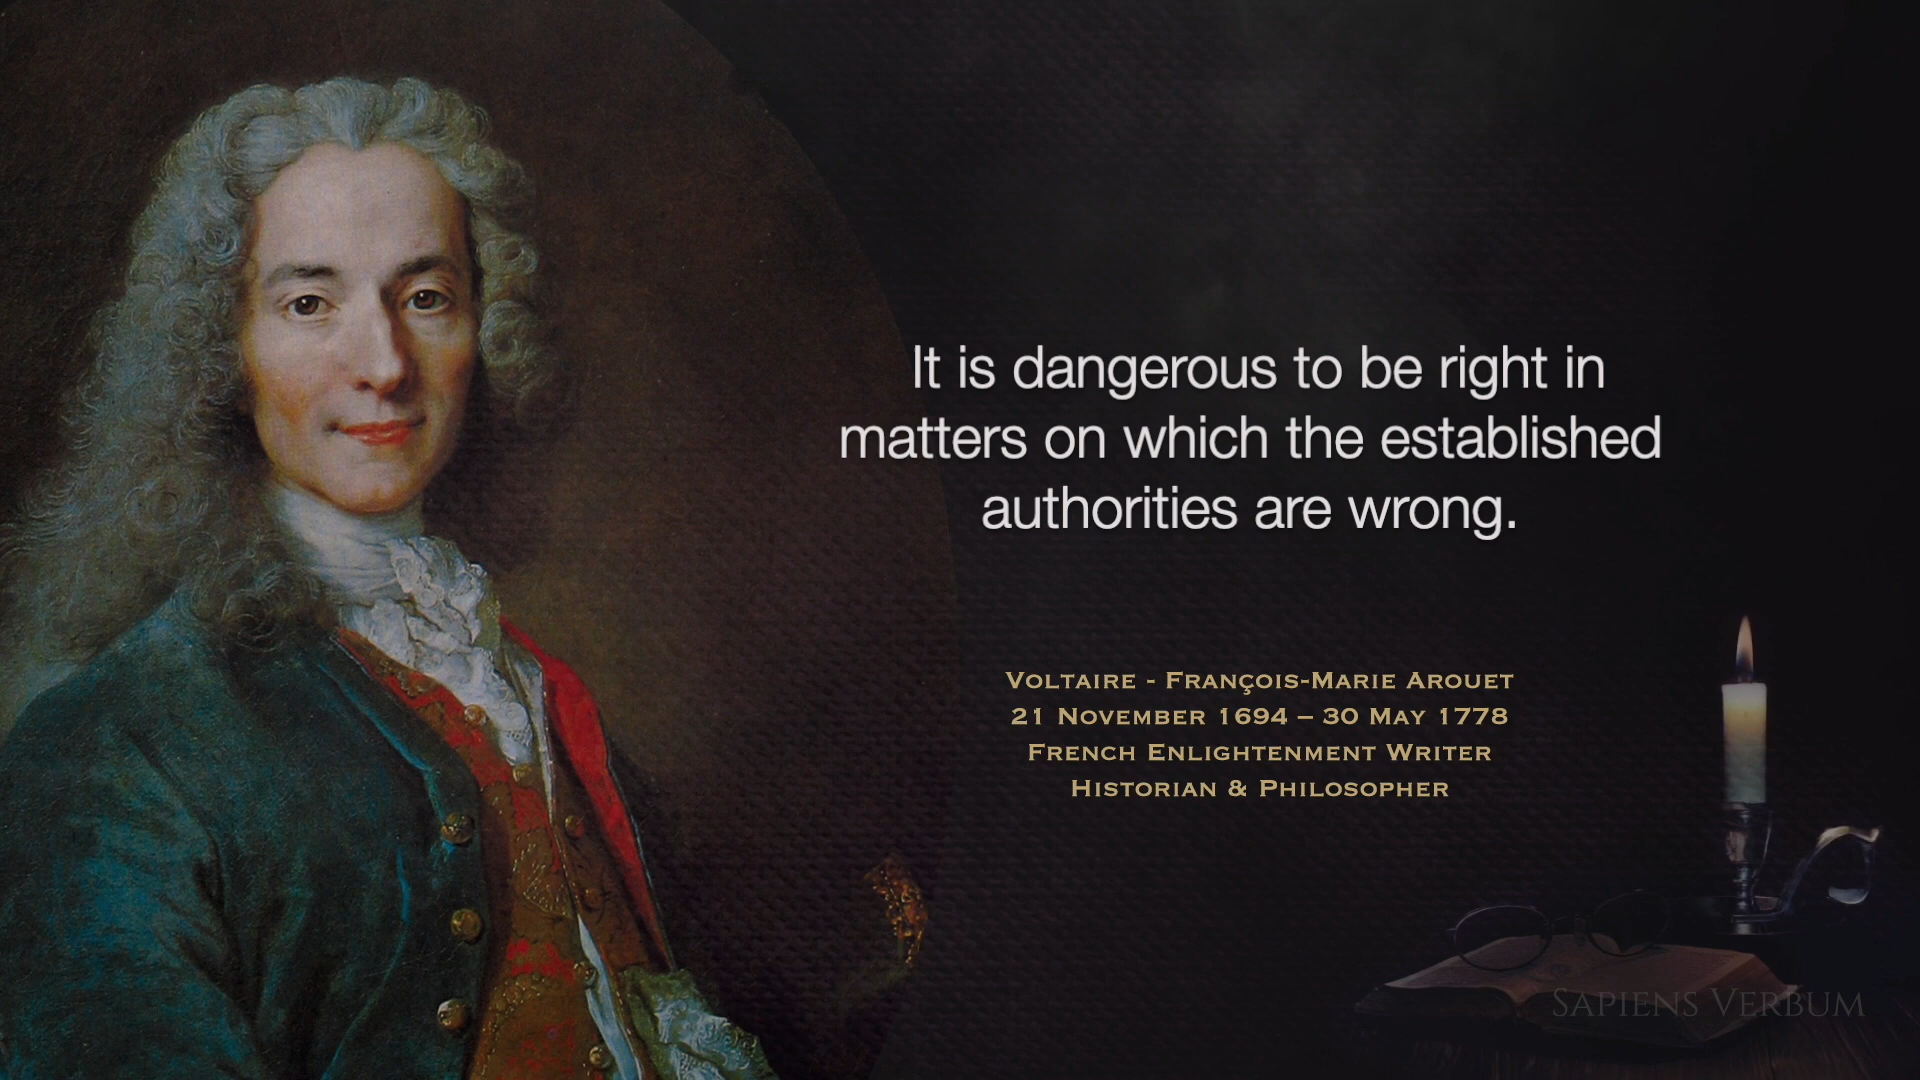 It is dangerous to be right in
matters on which the established
authorities are wrong.
Voltaire - François-Marie Arouet
21 November 1694 – 30 May 1778
French Enlightenment Writer
Historian & Philosopher
Sapiens Verbum